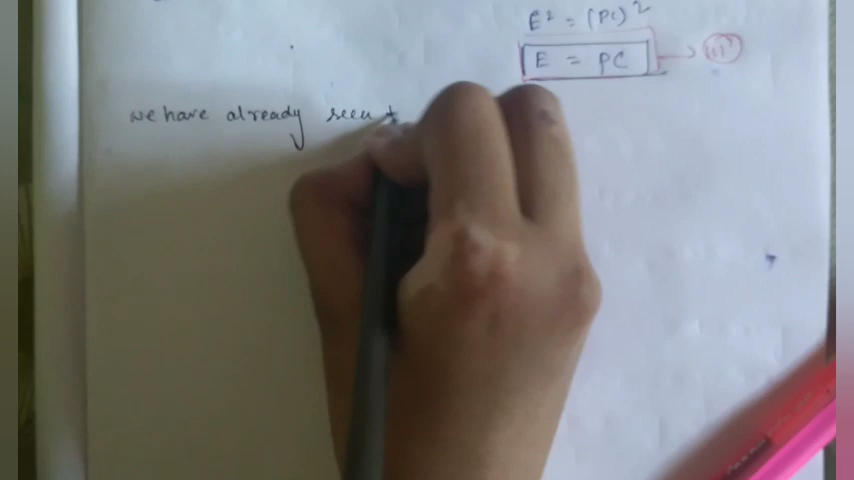 E² = (PC)²
E = PC
we have already seen